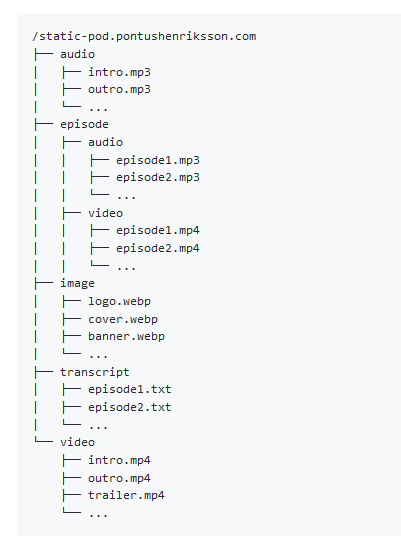 /static-pod.pontushenriksson.com
├── audio
│   ├── intro.mp3
│   ├── outro.mp3
│   └── ...
├── episode
│   ├── audio
│   │   ├── episode1.mp3
│   │   ├── episode2.mp3
│   │   └── ...
│   ├── video
│   │   ├── episode1.mp4
│   │   ├── episode2.mp4
│   │   └── ...
├── image
│   ├── logo.webp
│   ├── cover.webp
│   ├── banner.webp
│   └── ...
├── transcript
│   ├── episode1.txt
│   ├── episode2.txt
│   └── ...
└── video
    ├── intro.mp4
    ├── outro.mp4
    ├── trailer.mp4
    └── ...